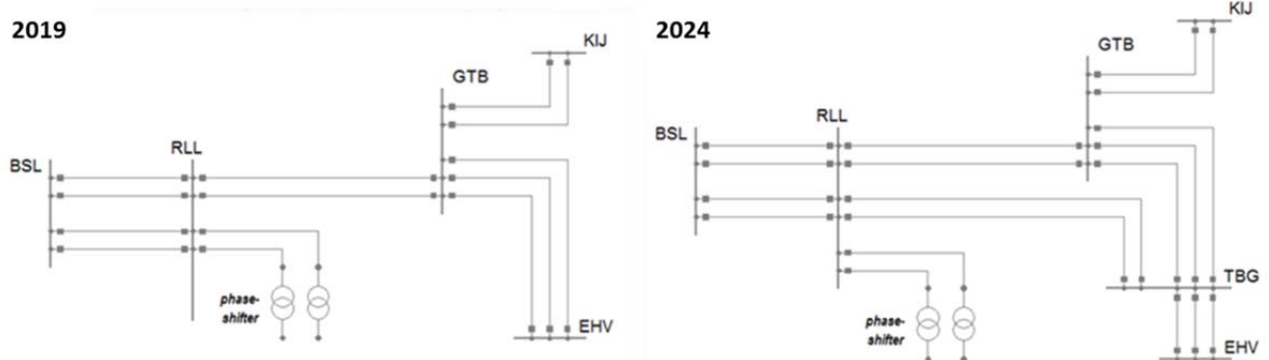 2019
KIJ
GTB
RLL
BSL
phase-
shifter
EHV
2024
KIJ
GTB
RLL
BSL
TBG
phase-
shifter
EHV